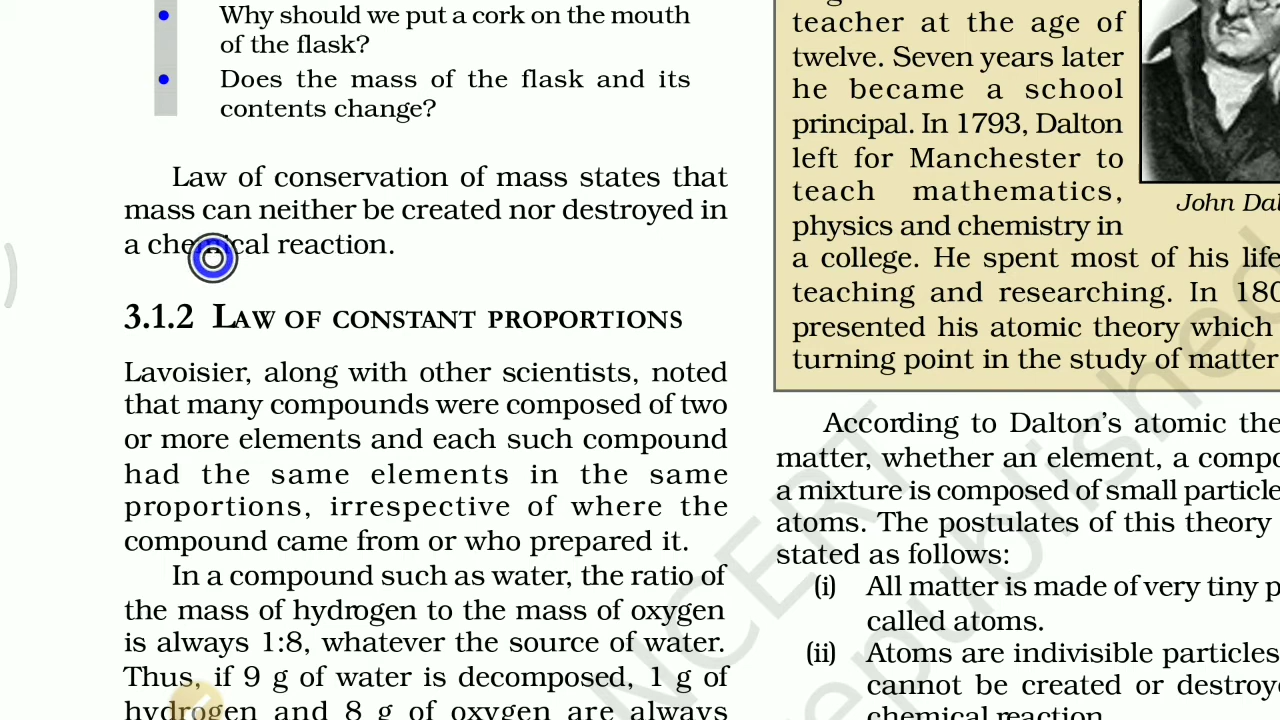 Why should we put a cork on the mouth
of the flask?
Does the mass of the flask and its
contents change?
Law of conservation of mass states that
mass can neither be created nor destroyed in
a chemical reaction.
3.1.2 LAW OF CONSTANT PROPORTIONS
Lavoisier, along with other scientists, noted
that many compounds were composed of two
or more elements and each such compound
had the same elements in the same
proportions, irrespective of where the
compound came from or who prepared it.
In a compound such as water, the ratio of
the mass of hydrogen to the mass of oxygen
is always 1:8, whatever the source of water.
Thus, if 9 g of water is decomposed, 1 g of
hydrogen and 8 g of oxygen are always
teacher at the age of
twelve. Seven years later
he became a school
principal. In 1793, Dalton
left for Manchester to
teach mathematics,
physics and chemistry in
a college. He spent most of his life
teaching and researching. In 180
presented his atomic theory which
turning point in the study of matter
John Dal
According to Dalton's atomic the
matter, whether an element, a compo
a mixture is composed of small particle
atoms. The postulates of this theory
stated as follows:
(i) All matter is made of very tiny p
called atoms.
(ii) Atoms are indivisible particles
cannot be created or destroye
chemical reaction
NCERT
republished